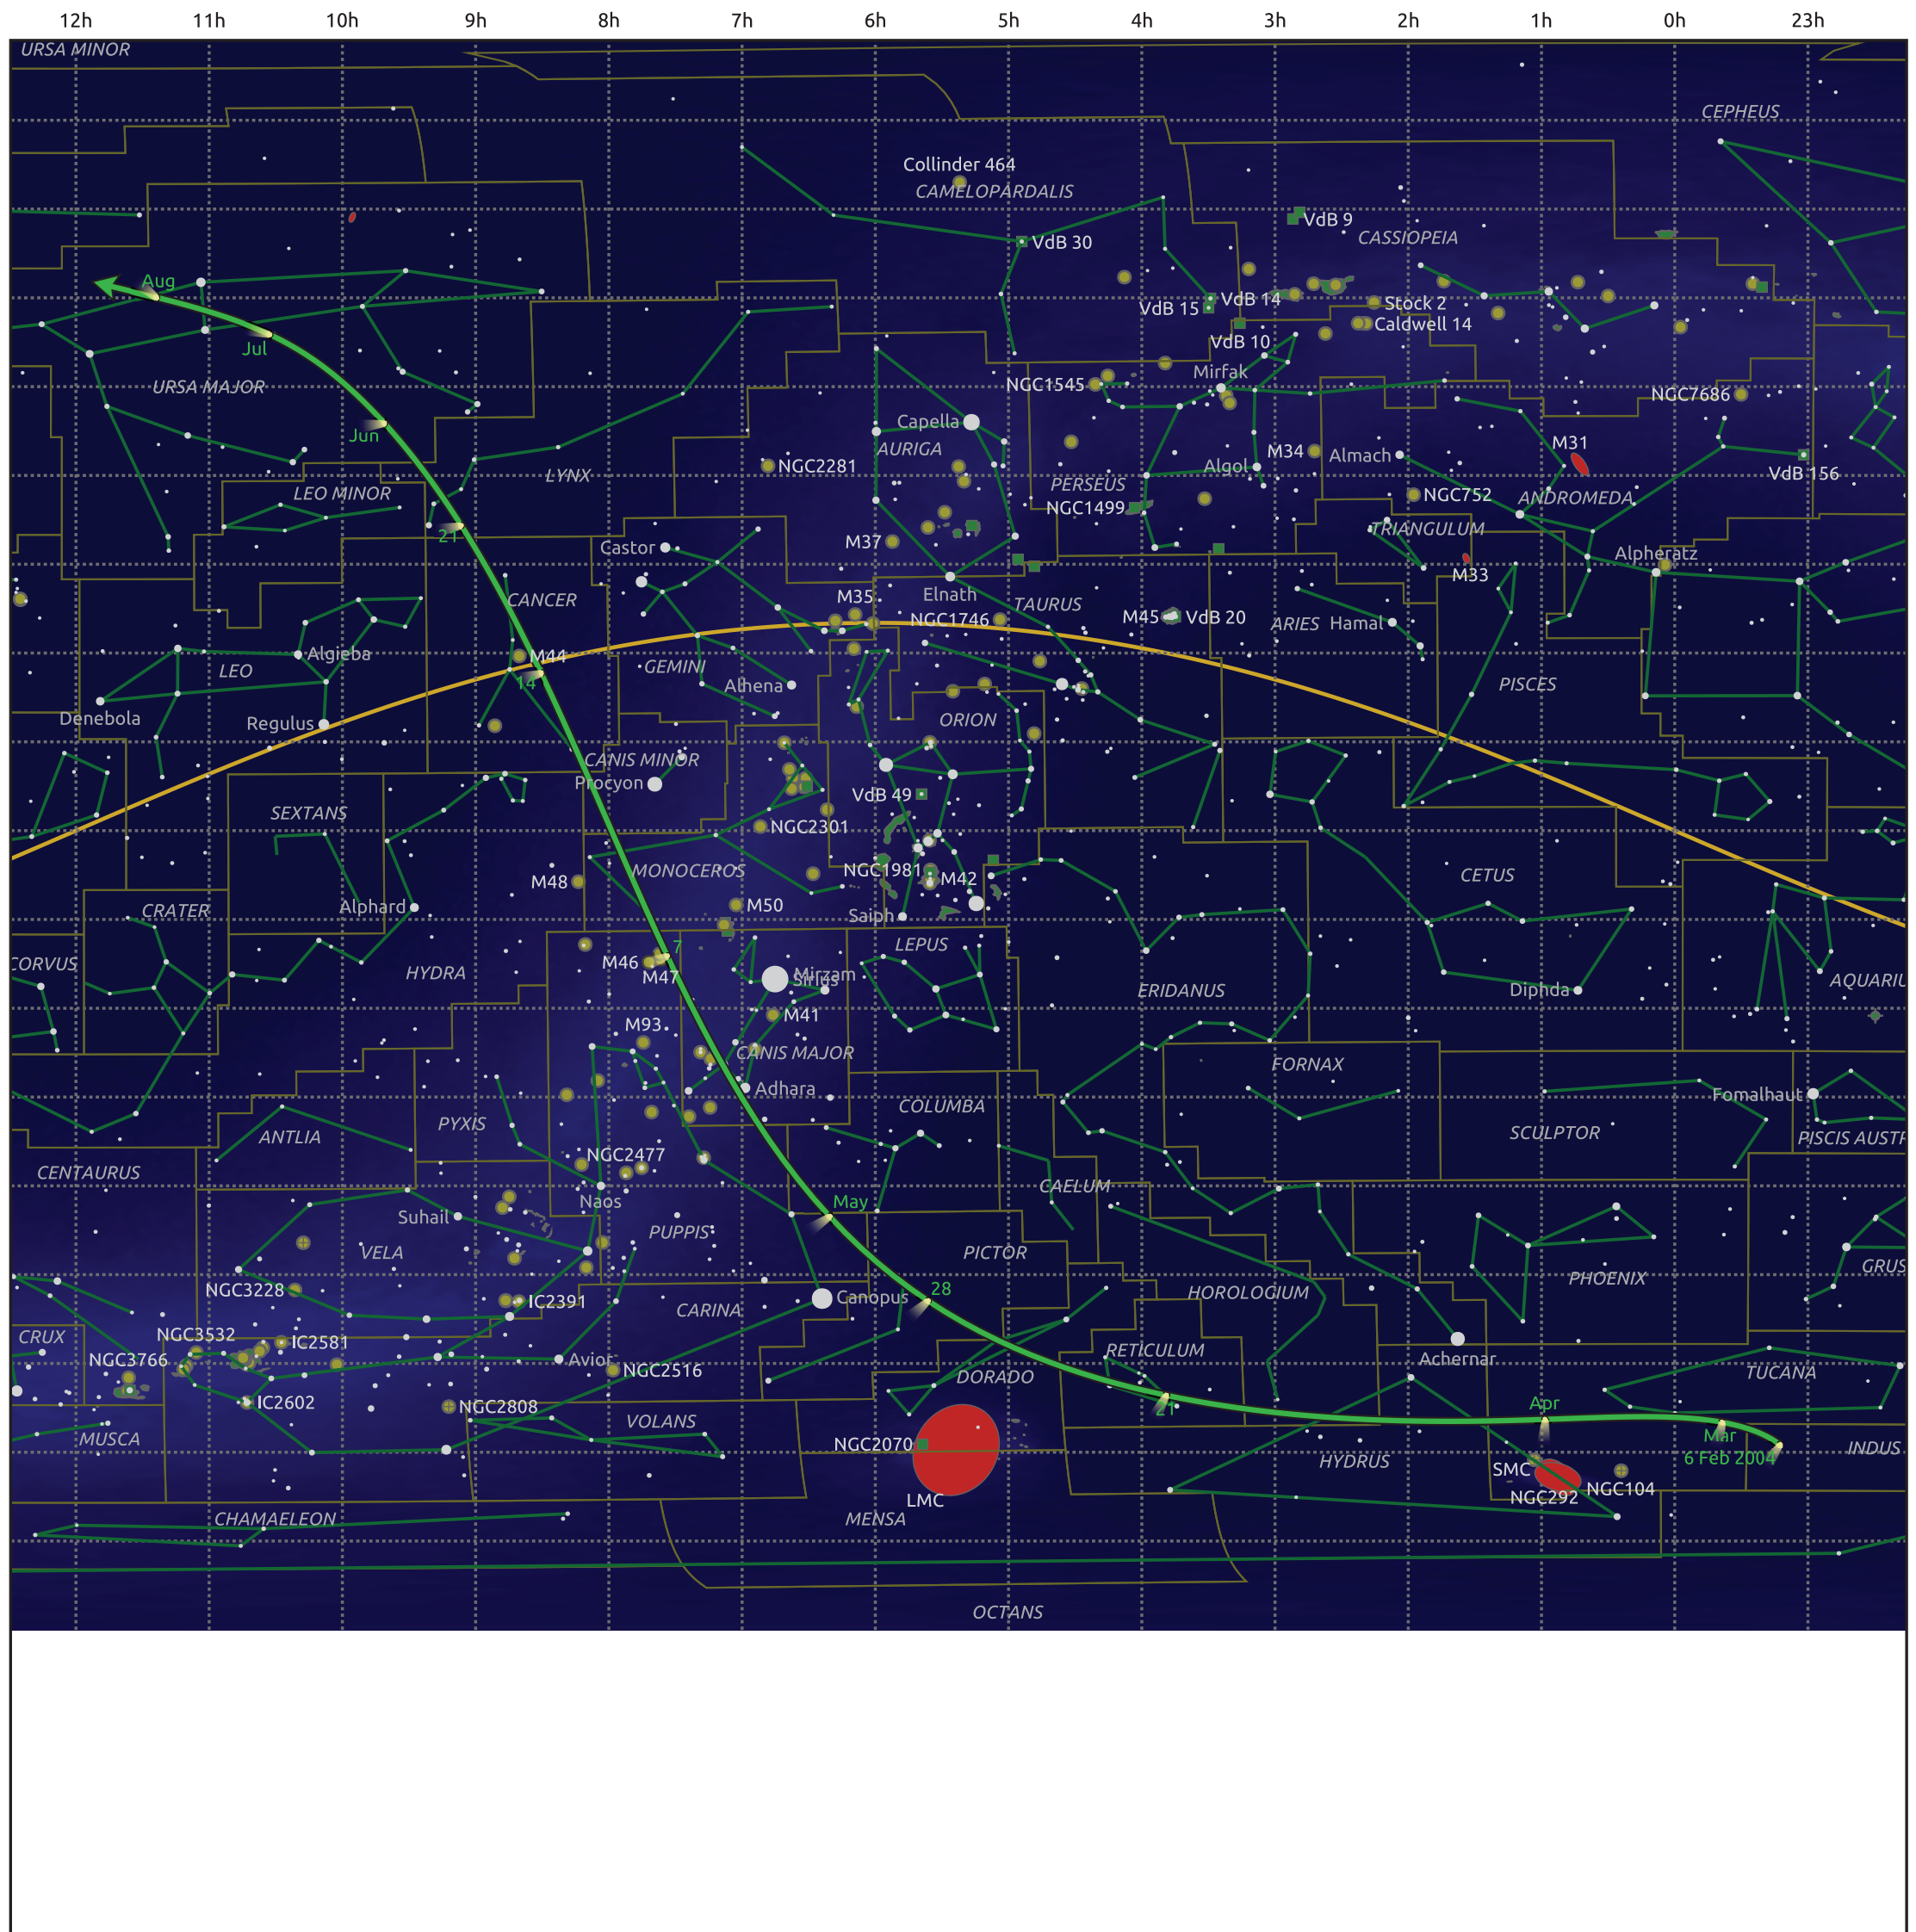 12h 11h 10h 9h 8h 7h 6h 5h 4h 3h 2h 1h 0h 23h
URSA MINOR
CEPHEUS
Collinder 464
CAMELOPARDALIS
VdB 9
CASSIOPEIA
VdB 30
Aug
VdB 14
VdB 15
Stock 2
Caldwell 14
Jul
VdB 10
Mirfak
URSA MAJOR
NGC1545
NGC7686
Capella
Jun
AURIGA
M31
M34
Almach
NGC2281
Algol
LYNX
VdB 156
PERSEUS
LEO MINOR
NGC752
ANDROMEDA
NGC1499
TRIANGULUM
21
M37
Castor
Alpheratz
M33
Elnath
CANCER
M35
TAURUS
NGC1746
M45
VdB 20
ARIES
Hamal
Algieba
M44
LEO
GEMINI
14
Alhena
PISCES
Denebola
Regulus
ORION
CANIS MINOR
Procyon
VdB 49
SEXTANS
NGC2301
MONOCEROS
NGC1981
M42
CETUS
M48
M50
CRATER
Alphard
Saiph
7
LEPUS
CORVUS
M46
HYDRA
M47
Mirzam
Sirius
AQUARIU
ERIDANUS
Diphda
M41
M93
CANIS MAJOR
FORNAX
Adhara
Fomalhaut
COLUMBA
PYXIS
ANTLIA
SCULPTOR
PISCIS AUSTR
NGC2477
CENTAURUS
CAELUM
Naos
May
Suhail
PUPPIS
VELA
PICTOR
GRUS
PHOENIX
NGC3228
28
HOROLOGIUM
Canopus
IC2391
CARINA
NGC3532
CRUX
IC2581
RETICULUM
NGC3766
Avior
Achernar
NGC2516
TUCANA
DORADO
IC2602
NGC2808
21
Apr
VOLANS
MUSCA
Mar
NGC2070
INDUS
6 Feb 2004
HYDRUS
SMC
NGC104
NGC292
LMC
CHAMAELEON
MENSA
OCTANS